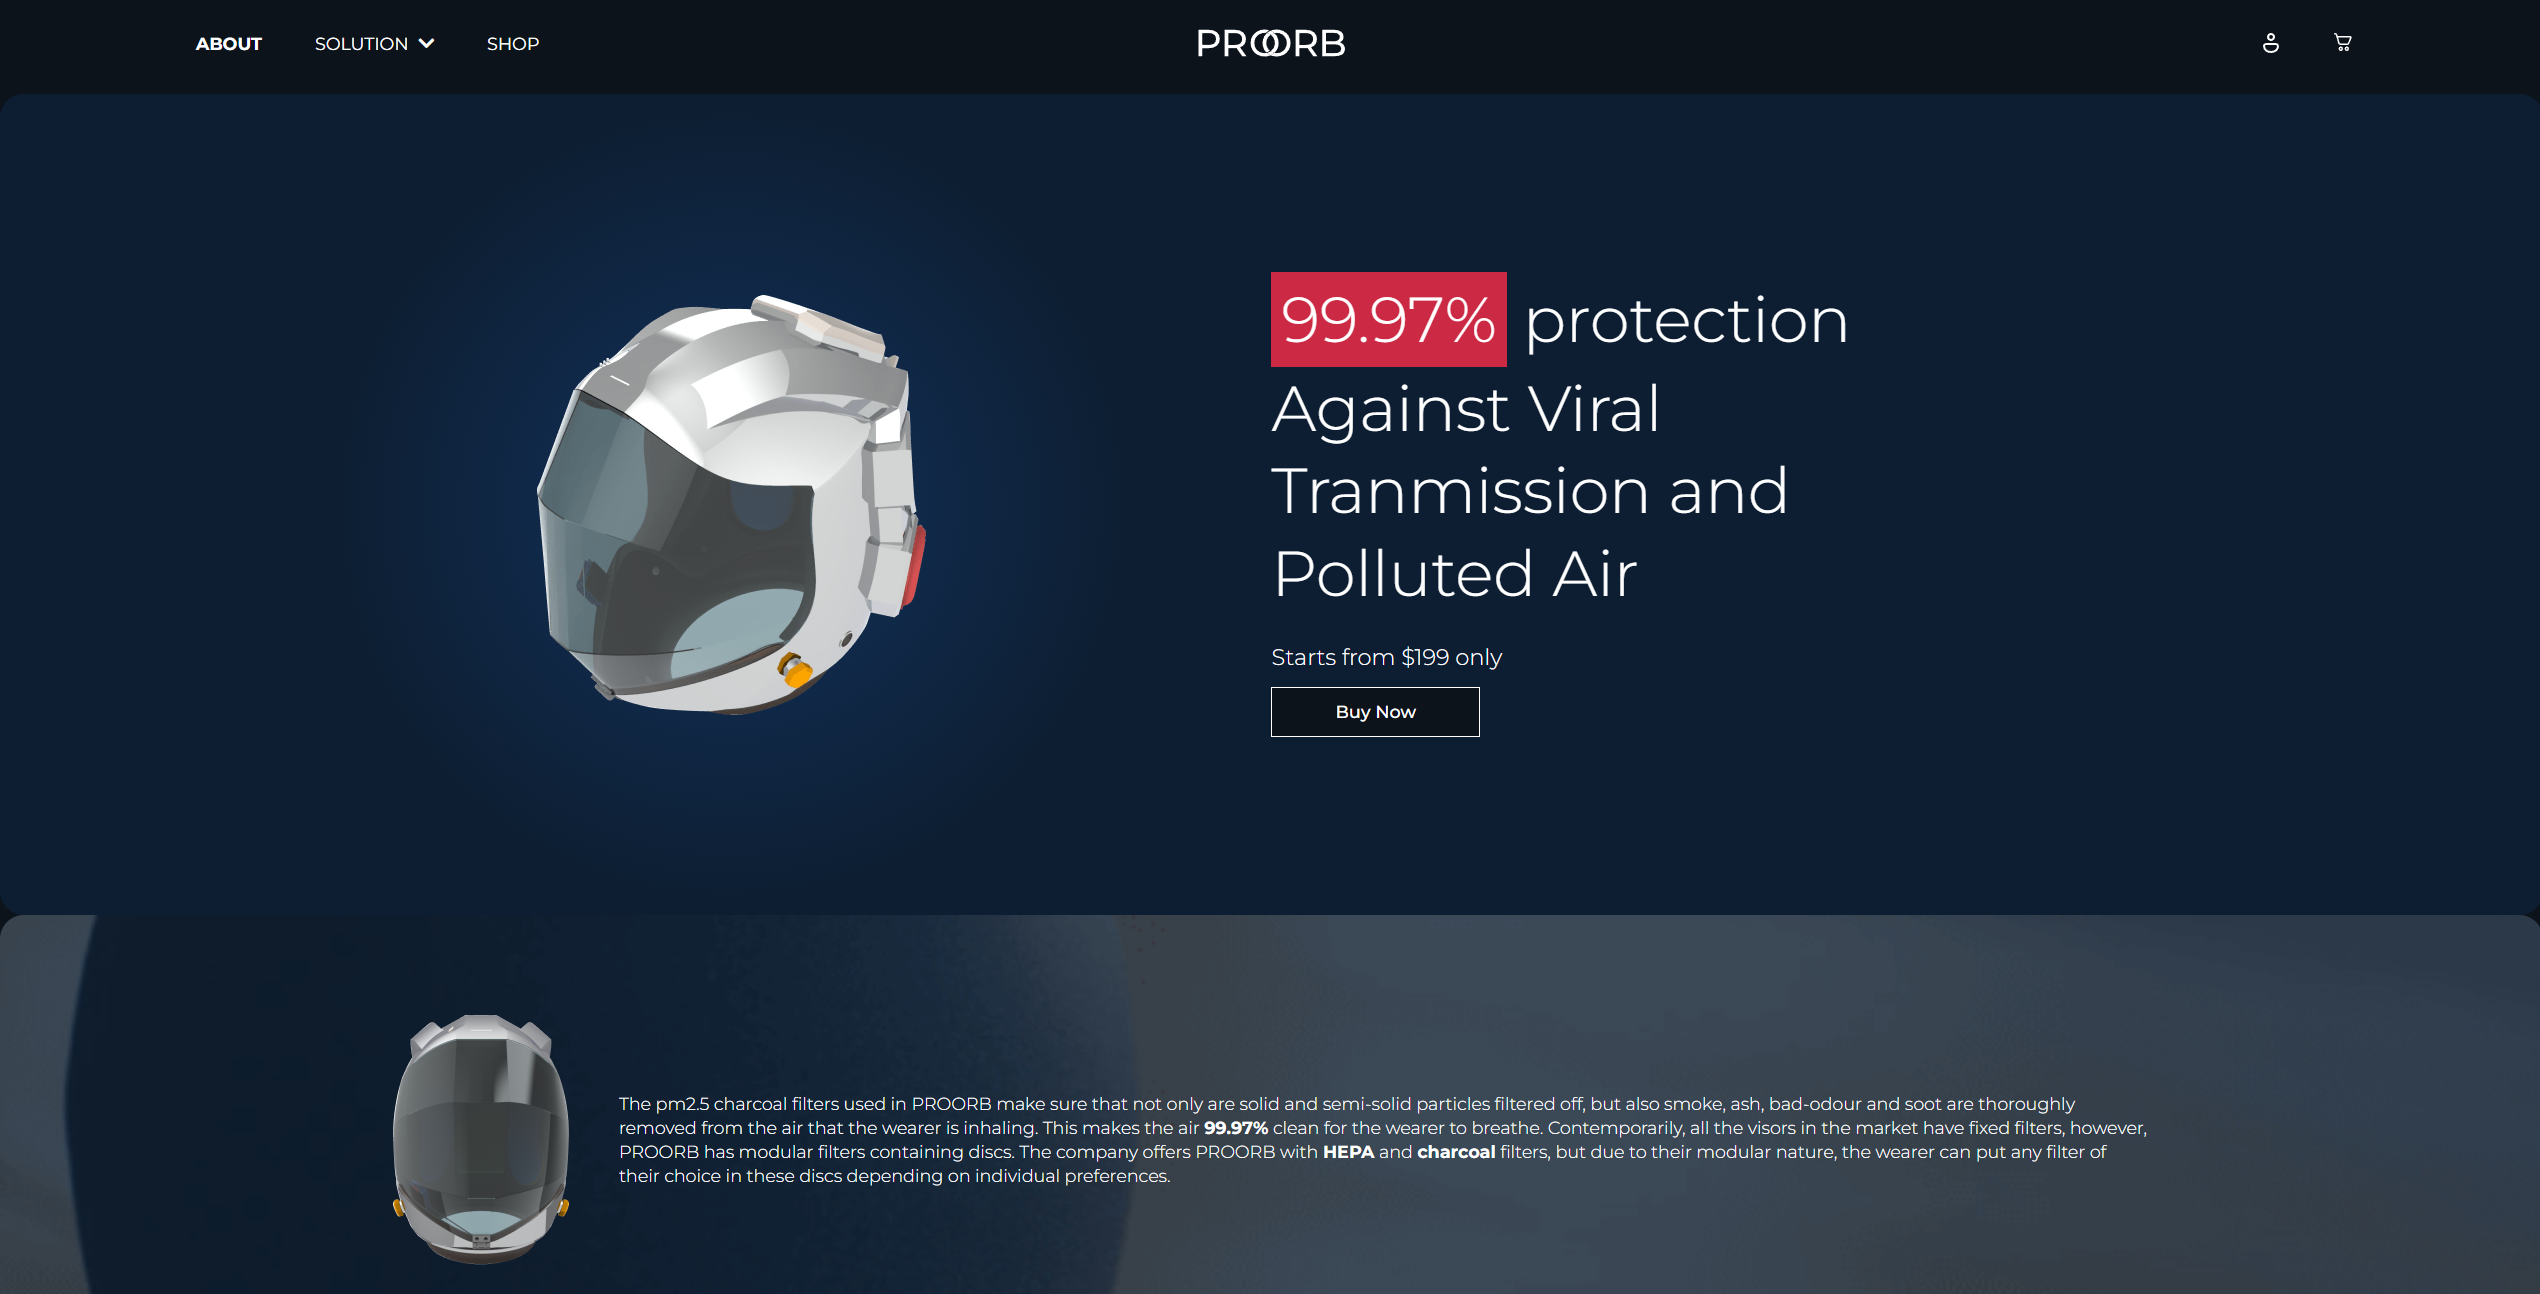 ABOUT SOLUTION SHOP PROORB
99.97% protection
Against Viral
Tranmission and
Polluted Air
Starts from $199 only
Buy Now
The pm2.5 charcoal filters used in PROORB make sure that not only are solid and semi-solid particles filtered off, but also smoke, ash, bad-odour and soot are thoroughly
removed from the air that the wearer is inhaling. This makes the air 99.97% clean for the wearer to breathe. Contemporarily, all the visors in the market have fixed filters, however,
PROORB has modular filters containing discs. The company offers PROORB with HEPA and charcoal filters, but due to their modular nature, the wearer can put any filter of
their choice in these discs depending on individual preferences.